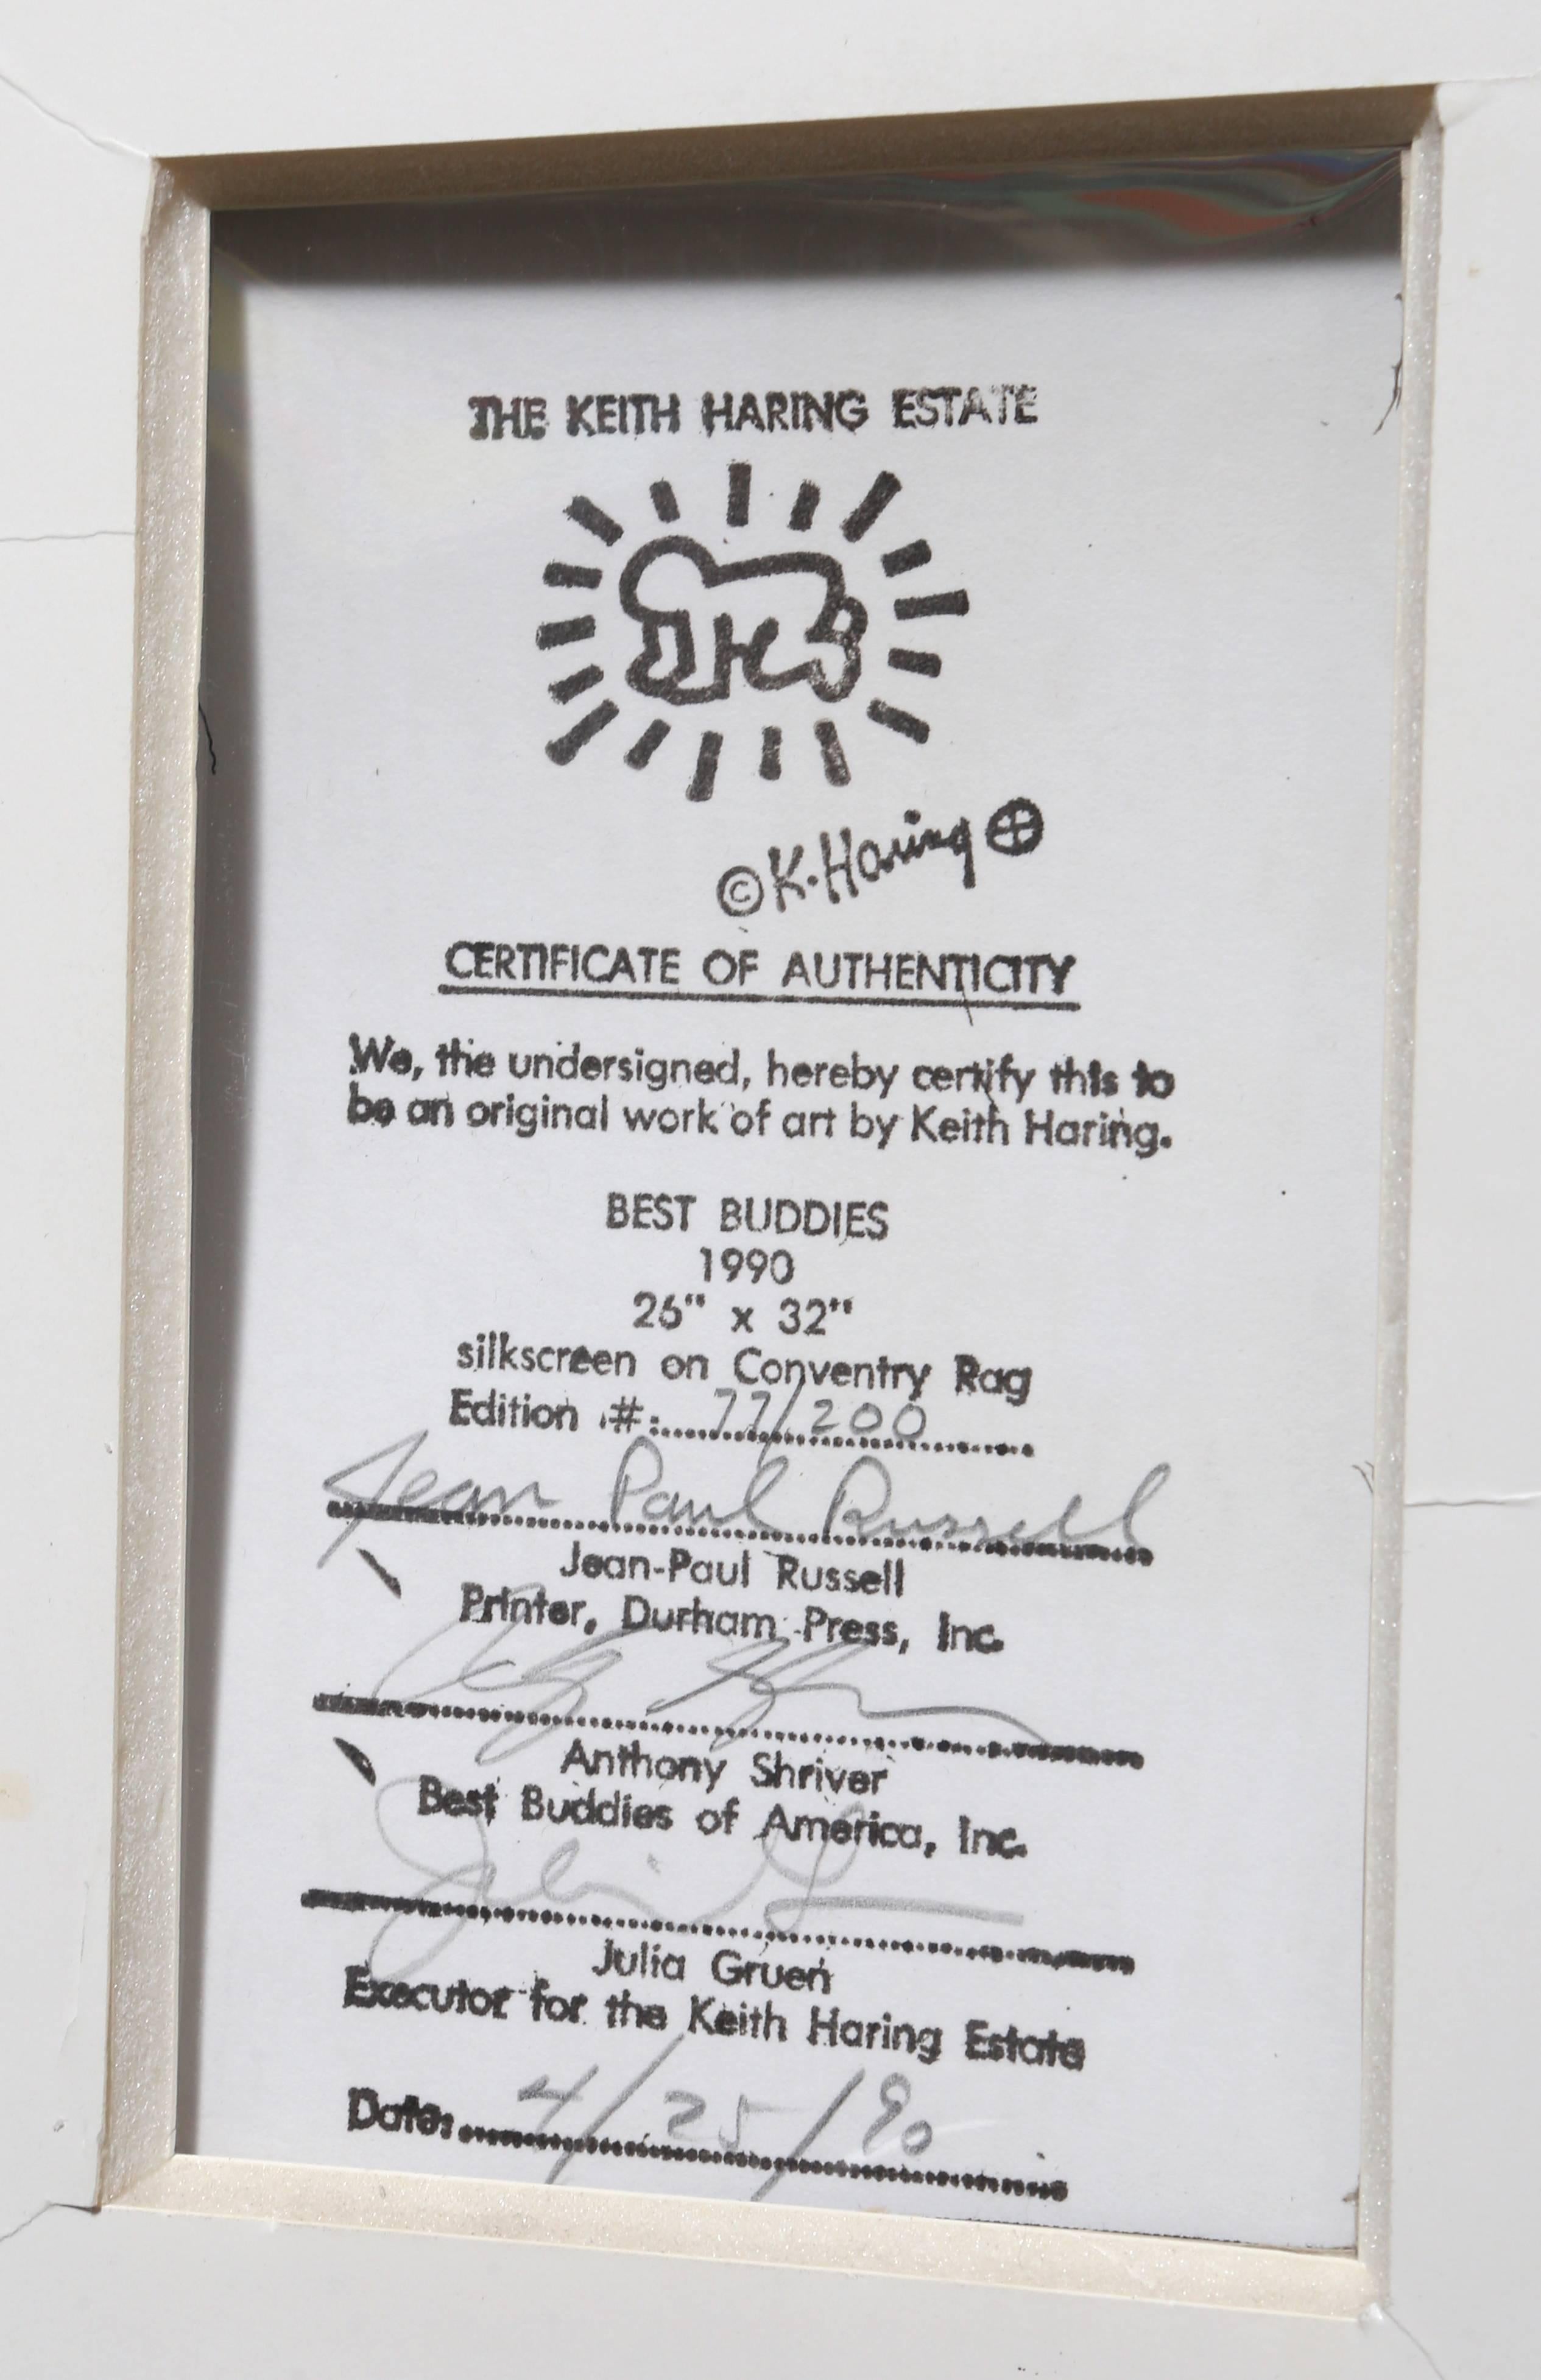 THE KEITH HARING ESTATE
© K. Haring ⊕
CERTIFICATE OF AUTHENTICITY
We, the undersigned, hereby certify this to
be an original work of art by Keith Haring.
BEST BUDDIES
1990
26" x 32"
silkscreen on Conventry Rag
Edition #: 77/200
Jean Paul Russell
Jean-Paul Russell
Printer, Durham Press, Inc.
Anthony Shriver
Best Buddies of America, Inc.
Julia Gruen
Executor for the Keith Haring Estate
Date: 4/25/90